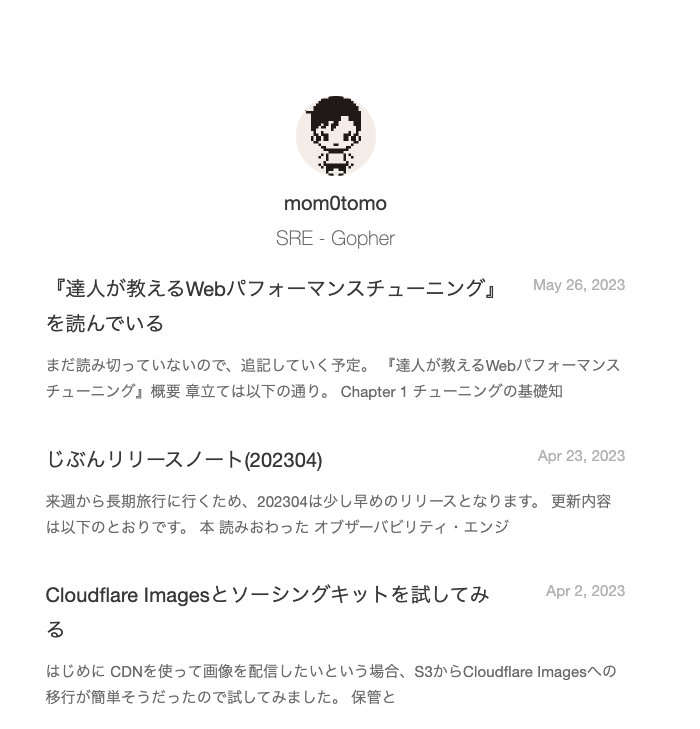 mom0tomo
SRE - Gopher
『達人が教えるWebパフォーマンスチューニング』
を読んでいる
May 26, 2023
まだ読み切っていないので、追記していく予定。 『達人が教えるWebパフォーマンス
チューニング』概要 章立ては以下の通り。 Chapter 1 チューニングの基礎知
じぶんリリースノート(202304)
Apr 23, 2023
来週から長期旅行に行くため、202304は少し早めのリリースとなります。 更新内容
は以下のとおりです。 本 読みおわった オブザーバビリティ・エンジ
Cloudflare Imagesとソーシングキットを試してみ
る
Apr 2, 2023
はじめに CDNを使って画像を配信したいという場合、S3からCloudflare Imagesへの
移行が簡単そうだったので試してみました。 保管と